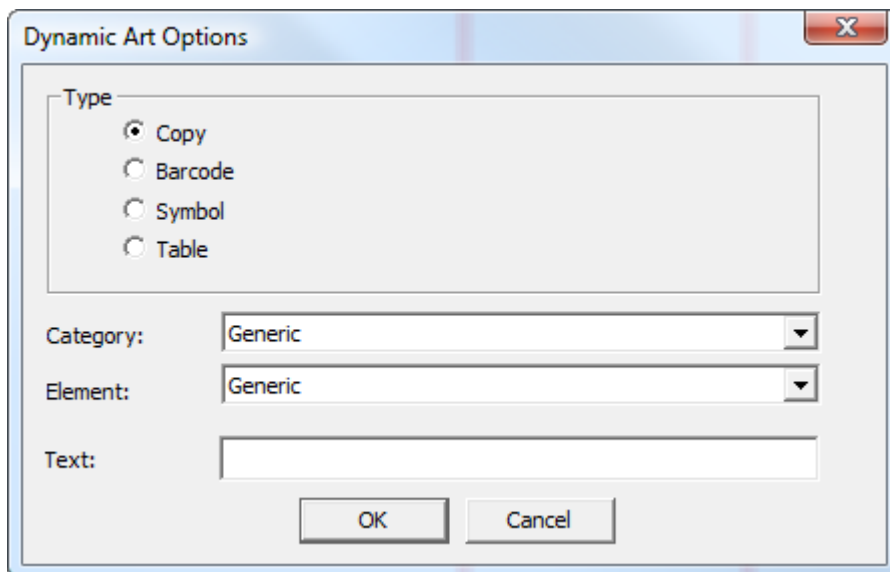 Dynamic Art Options
Type
Copy
Barcode
Symbol
Table
Category: Generic
Element: Generic
Text:
OK Cancel